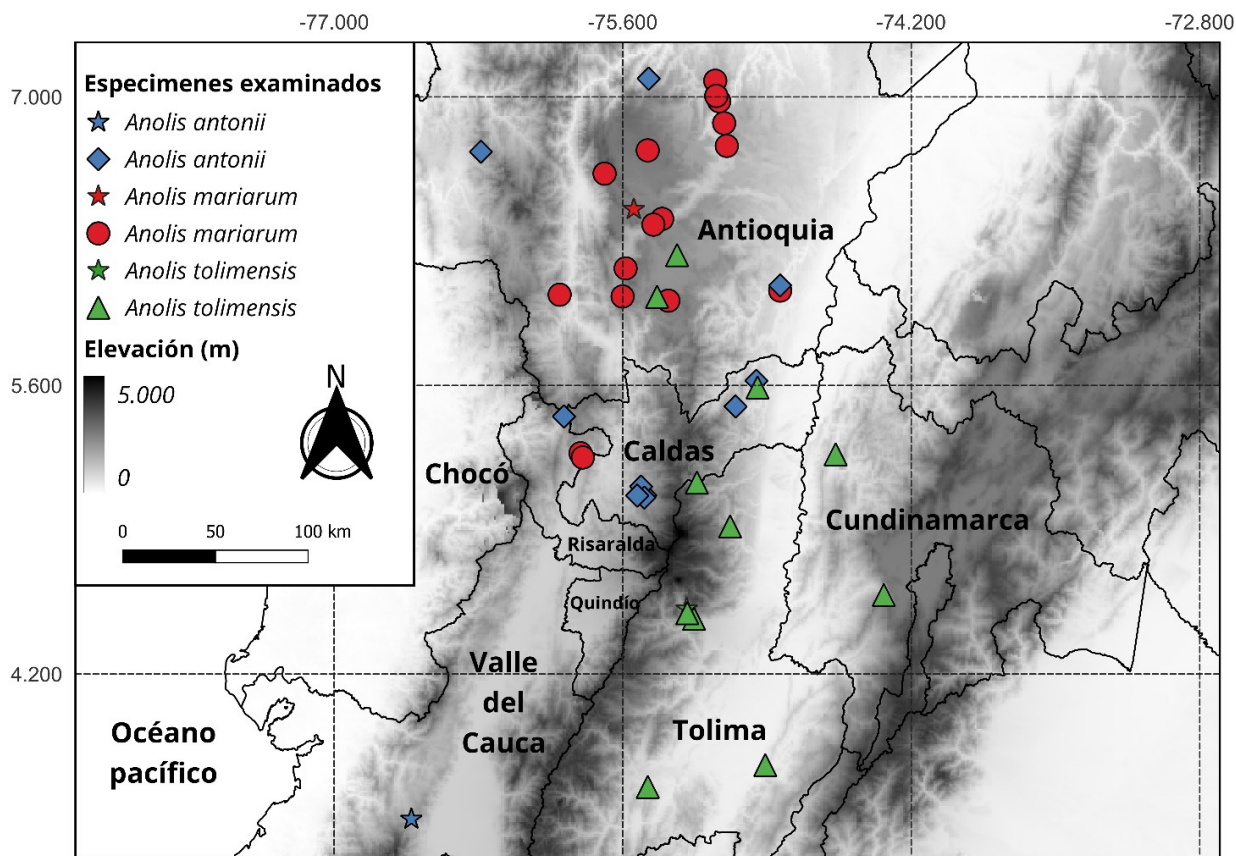 -77.000
-75.600
-74.200
-72.800
7.000
5.600
4.200
Especimenes examinados
Anolis antonii
Anolis antonii
Anolis mariarum
Anolis mariarum
Anolis tolimensis
Anolis tolimensis
Elevación (m)
5.000
0
N
0 50 100 km
Antioquia
Caldas
Chocó
Cundinamarca
Risaralda
Quindío
Valle
del
Cauca
Tolima
Océano
pacífico